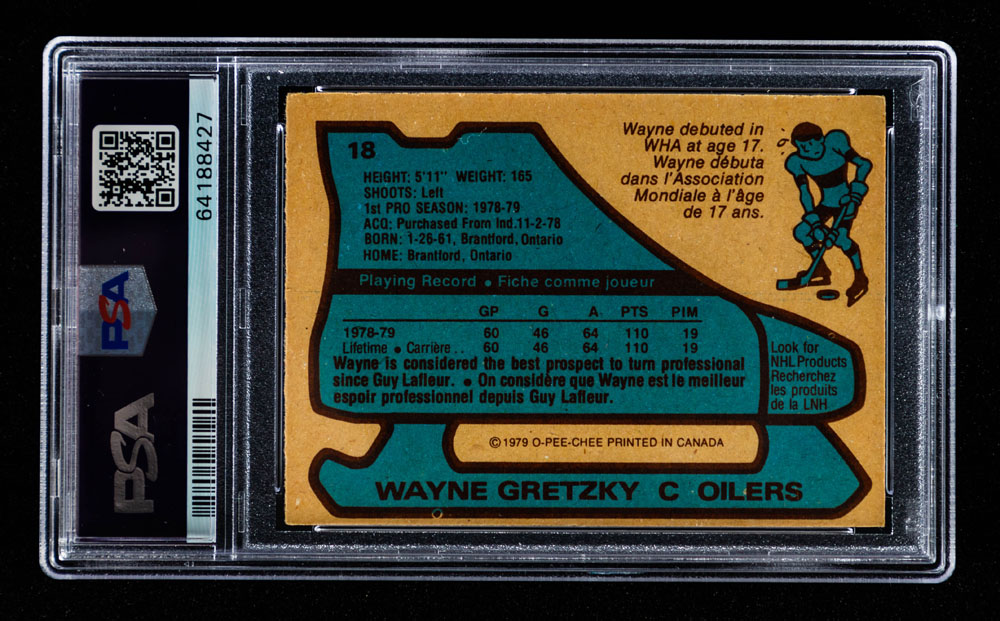 64188427
PSA
PSA
18
HEIGHT: 5'11" WEIGHT: 165
SHOOTS: Left
1st PRO SEASON: 1978-79
ACQ: Purchased From Ind.11-2-78
BORN: 1-26-61, Brantford, Ontario
HOME: Brantford, Ontario
Wayne debuted in
WHA at age 17.
Wayne débuta
dans l'Association
Mondiale à l'âge
de 17 ans.
Playing Record • Fiche comme joueur
GP G A PTS PIM
1978-79 60 46 64 110 19
Lifetime • Carrière .. 60 46 64 110 19
Wayne is considered the best prospect to turn professional
since Guy Lafleur. • On considère que Wayne est le meilleur
espoir professionnel depuis Guy Lafleur.
Look for
NHL Products
Recherchez
les produits
de la LNH
© 1979 O-PEE-CHEE PRINTED IN CANADA
WAYNE GRETZKY C OILERS